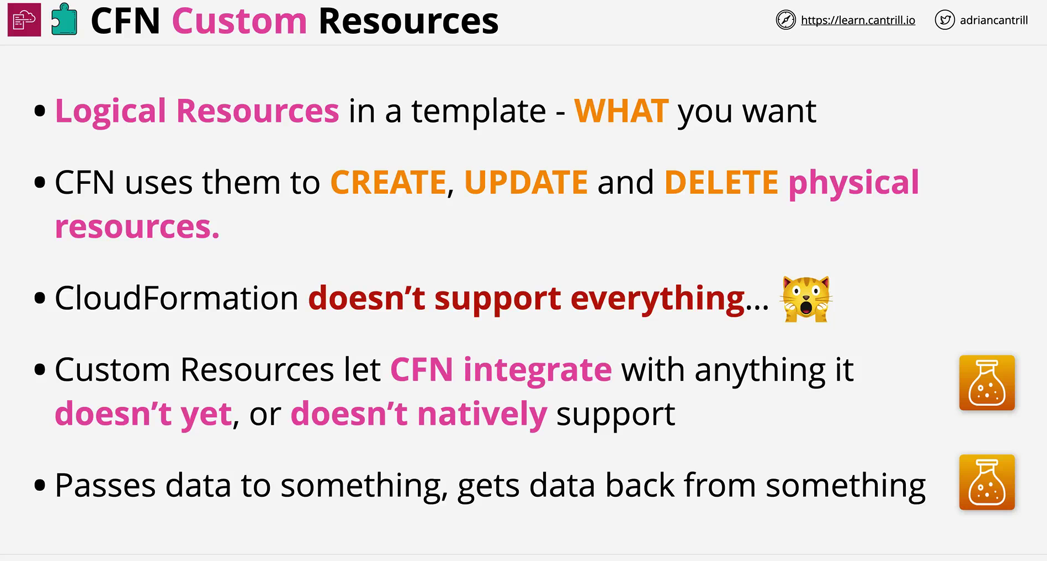 CFN Custom Resources
https://learn.cantrill.io
adriancantrill
• Logical Resources in a template - WHAT you want
• CFN uses them to CREATE, UPDATE and DELETE physical
resources.
• CloudFormation doesn’t support everything...
• Custom Resources let CFN integrate with anything it
doesn’t yet, or doesn’t natively support
• Passes data to something, gets data back from something